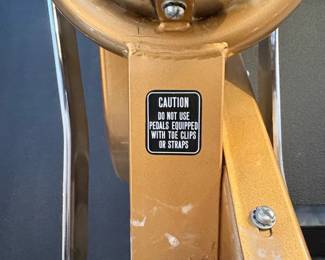 CAUTION
DO NOT USE
PEDALS EQUIPPED
WITH TOE CLIPS
OR STRAPS